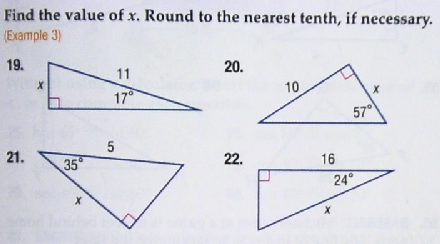 Find the value of x. Round to the nearest tenth, if necessary.
(Example 3)
19.
x
11
17°
20.
10
x
57°
21.
5
35°
x
22.
16
24°
x